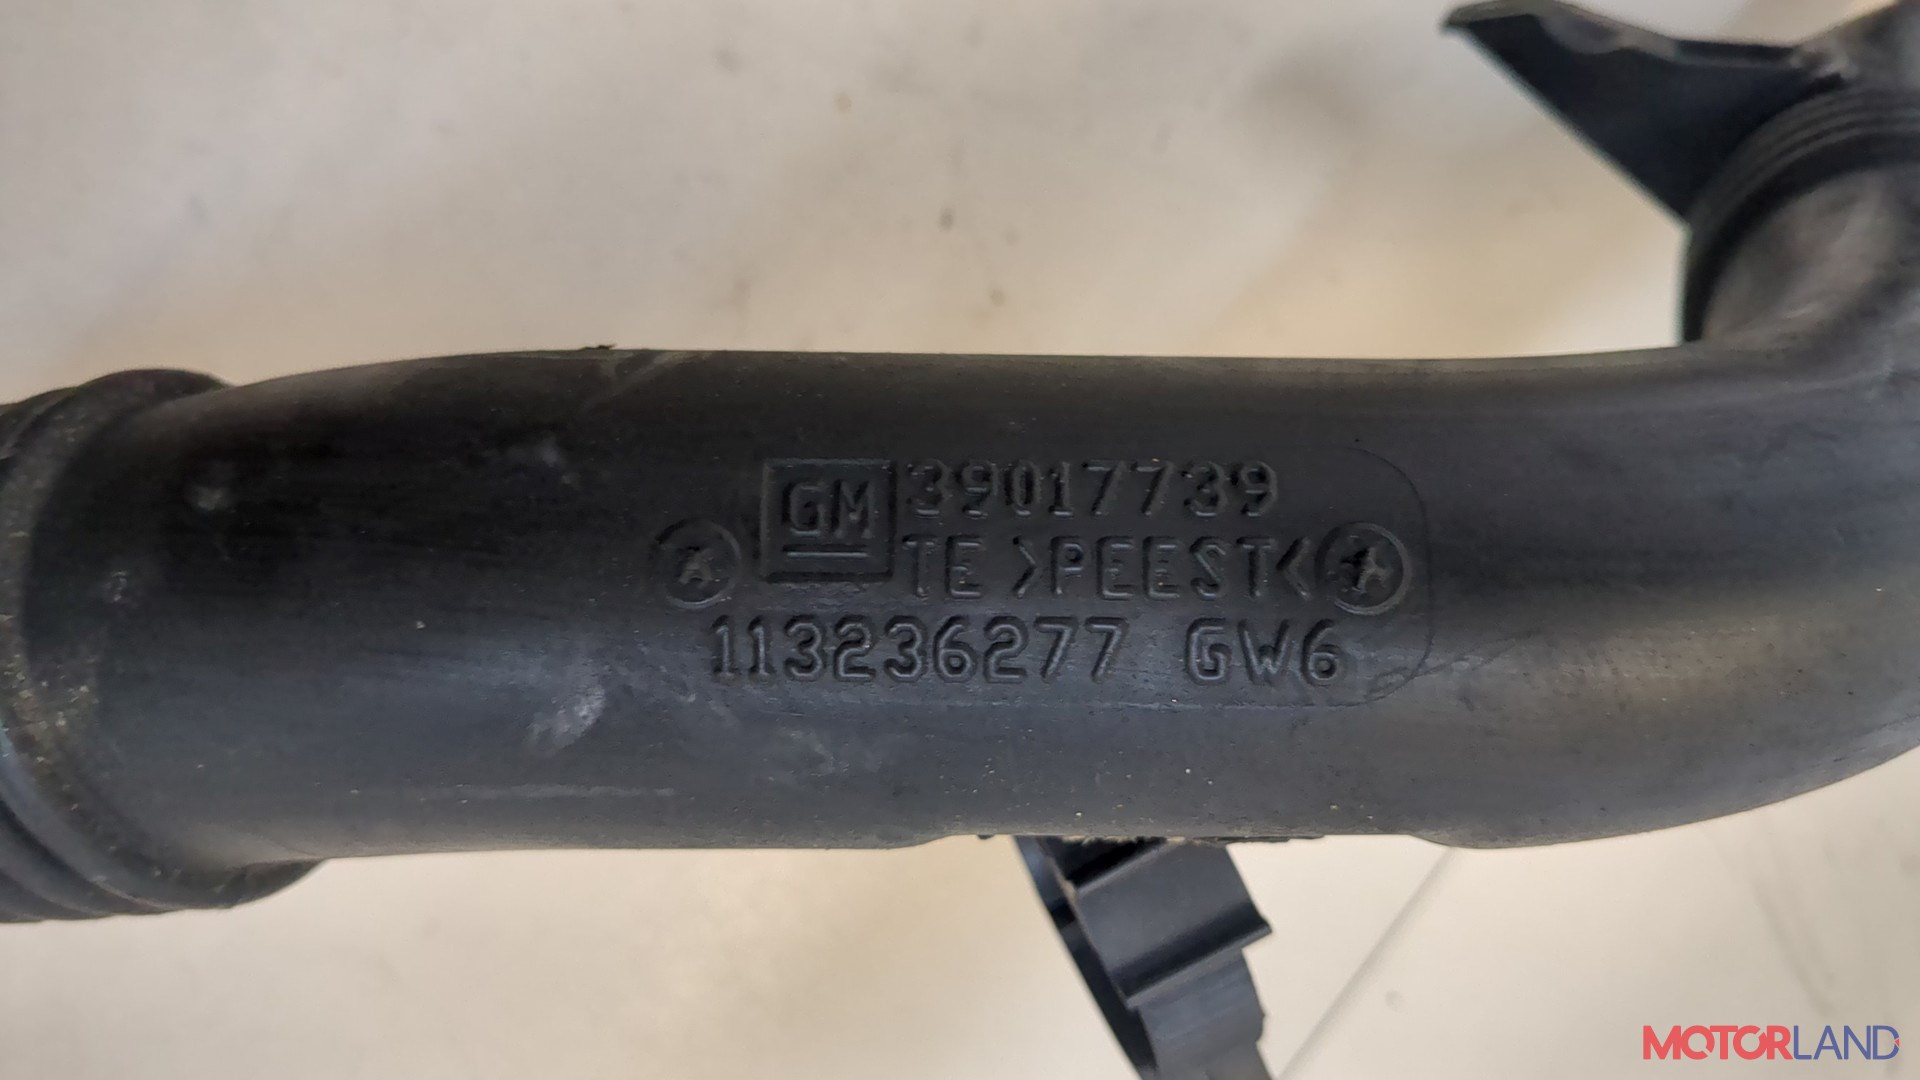 GM 39017739
TE >PEEST<
113236277 GW6
MOTORLAND